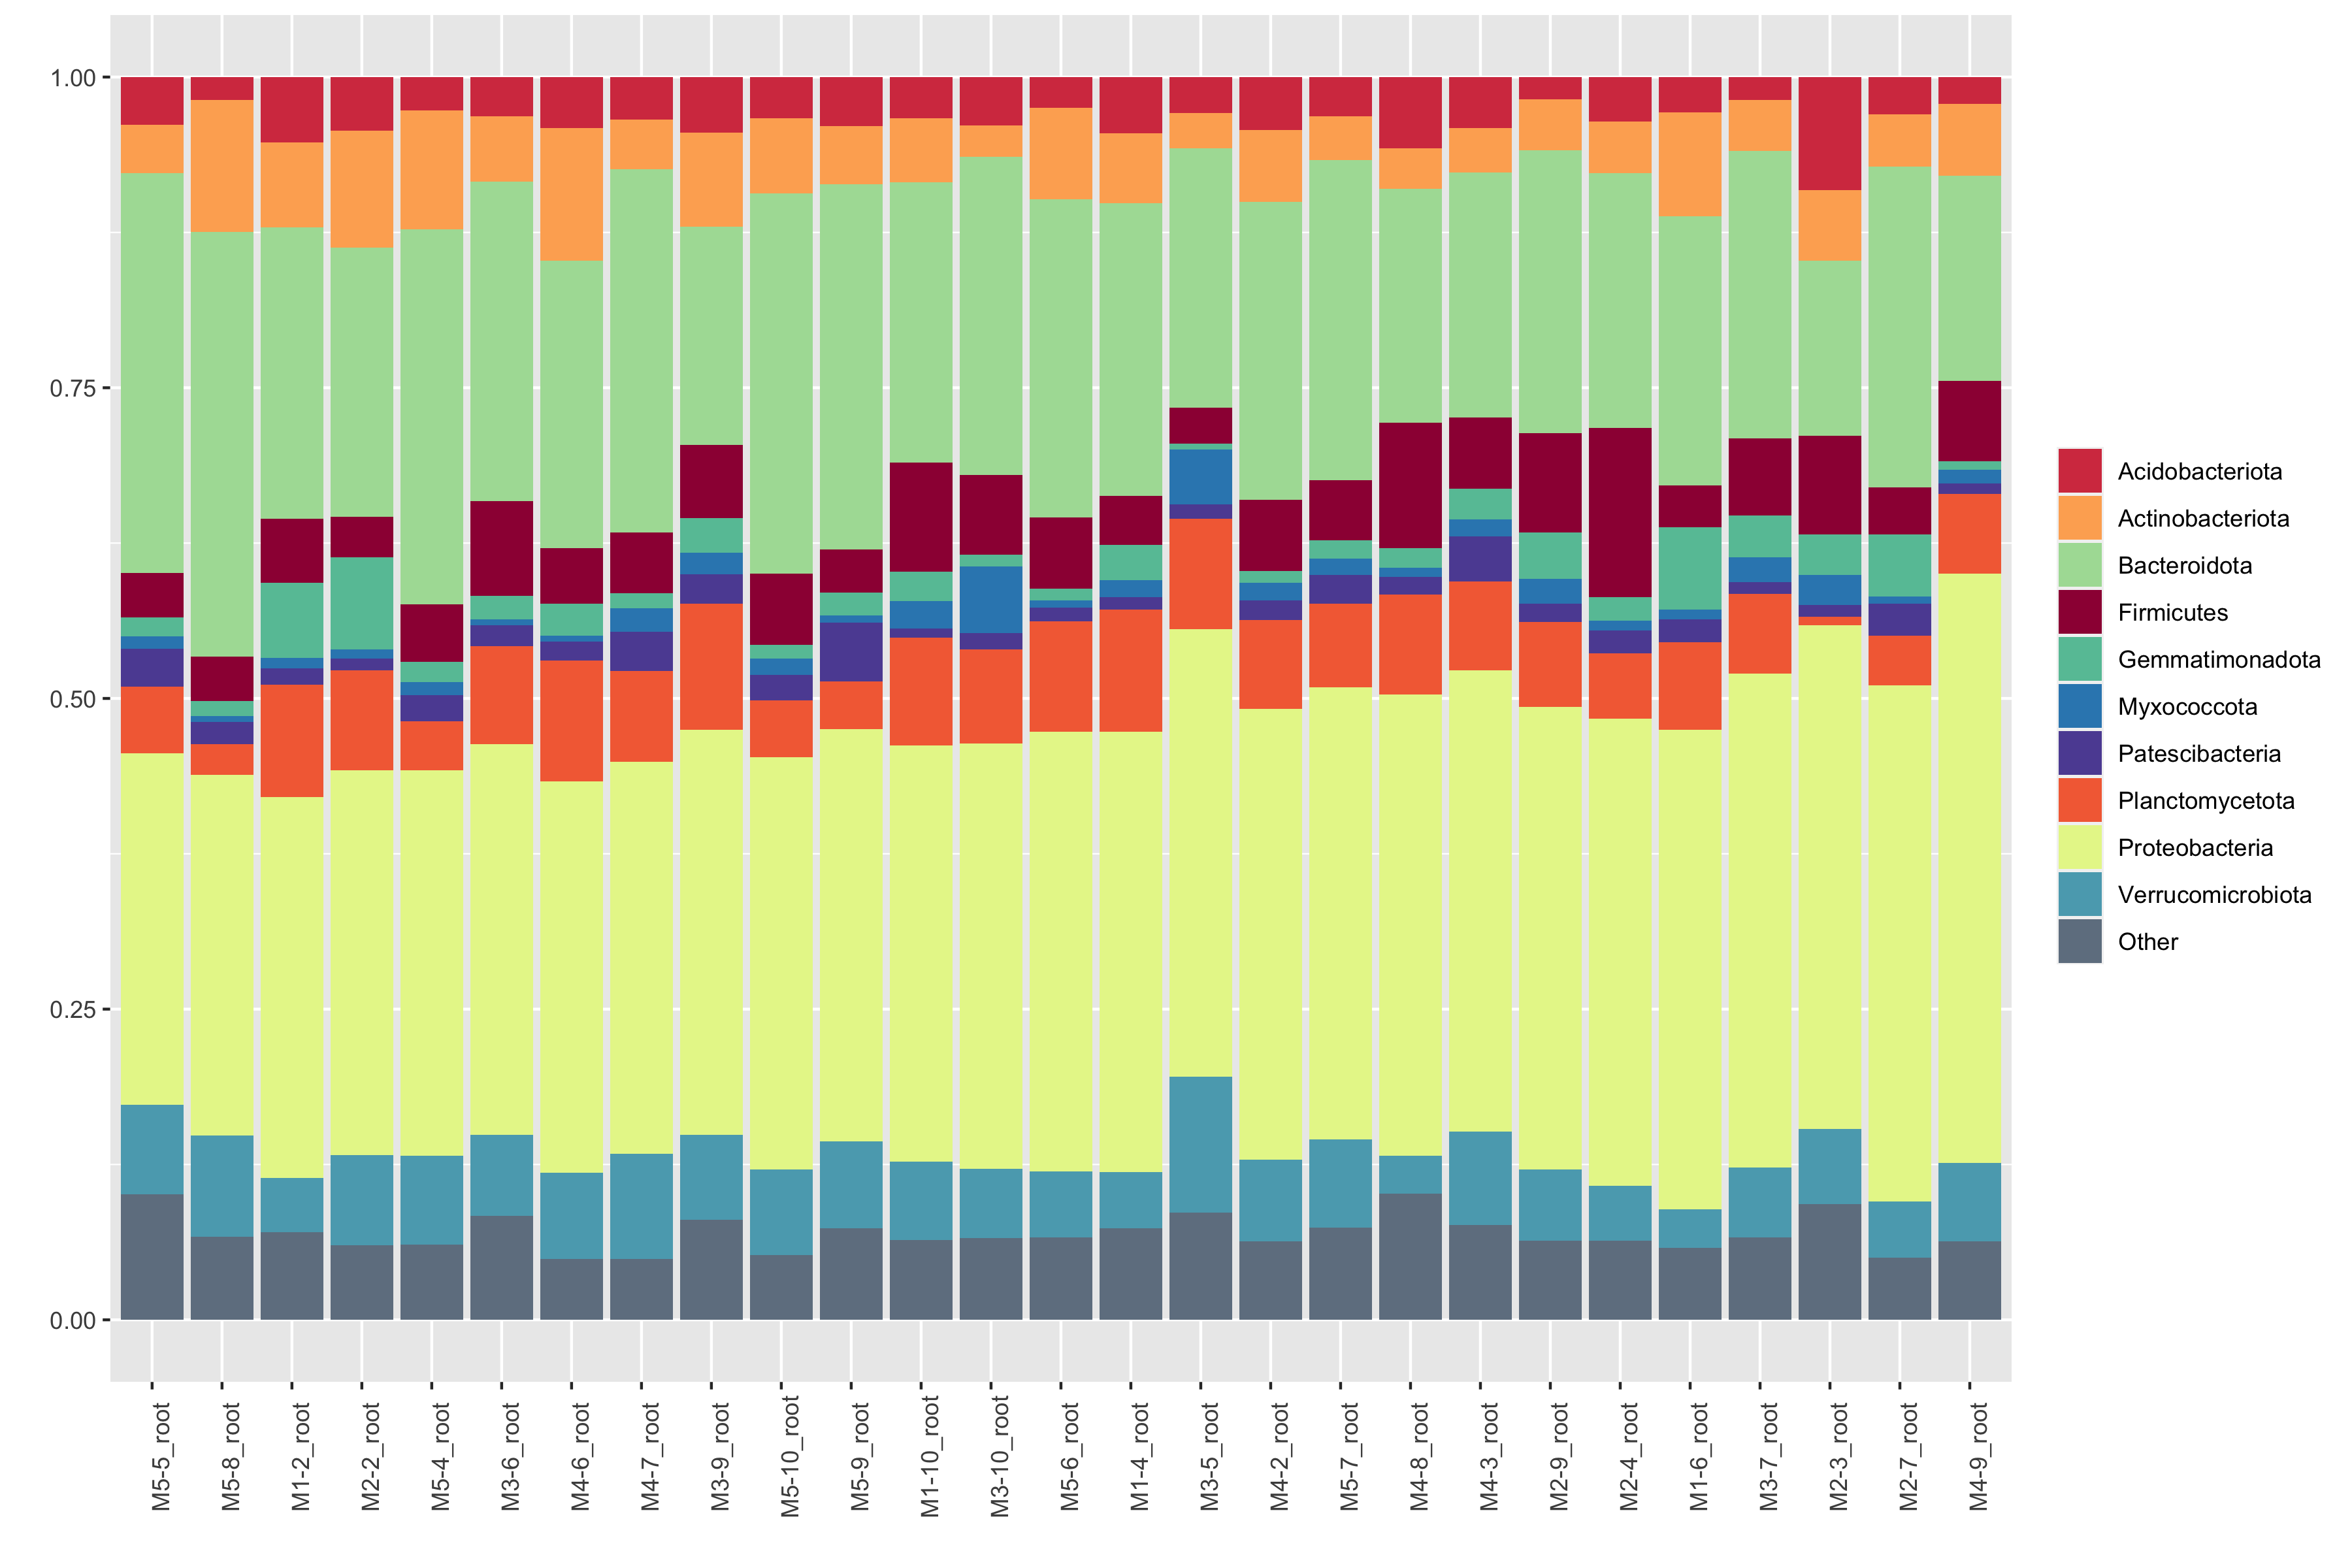 1.00
0.75
0.50
0.25
0.00
M5-5_root
M5-8_root
M1-2_root
M2-2_root
M5-4_root
M3-6_root
M4-6_root
M4-7_root
M3-9_root
M5-10_root
M5-9_root
M1-10_root
M3-10_root
M5-6_root
M1-4_root
M3-5_root
M4-2_root
M5-7_root
M4-8_root
M4-3_root
M2-9_root
M2-4_root
M1-6_root
M3-7_root
M2-3_root
M2-7_root
M4-9_root
Acidobacteriota
Actinobacteriota
Bacteroidota
Firmicutes
Gemmatimonadota
Myxococcota
Patescibacteria
Planctomycetota
Proteobacteria
Verrucomicrobiota
Other